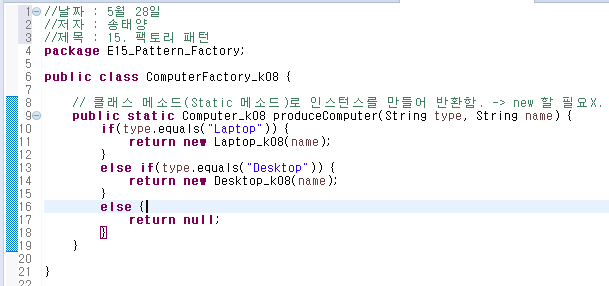 1 //날짜 : 5월 28일
2 //저자 : 송태양
3 //제목 : 15. 팩토리 패턴
4 package E15_Pattern_Factory;
5
6 public class ComputerFactory_k08 {
7
8     // 클래스 메소드(Static 메소드)로 인스턴스를 만들어 반환함. -> new 할 필요X.
9     public static Computer_k08 produceComputer(String type, String name) {
10         if(type.equals("Laptop")) {
11             return new Laptop_k08(name);
12         }
13         else if(type.equals("Desktop")) {
14             return new Desktop_k08(name);
15         }
16         else {
17             return null;
18         }
19     }
20
21 }
22